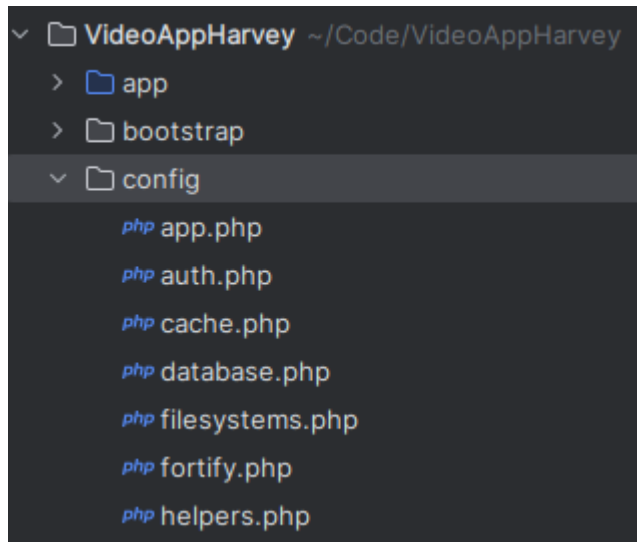 VideoAppHarvey ~/Code/VideoAppHarvey
app
bootstrap
config
php app.php
php auth.php
php cache.php
php database.php
php filesystems.php
php fortify.php
php helpers.php